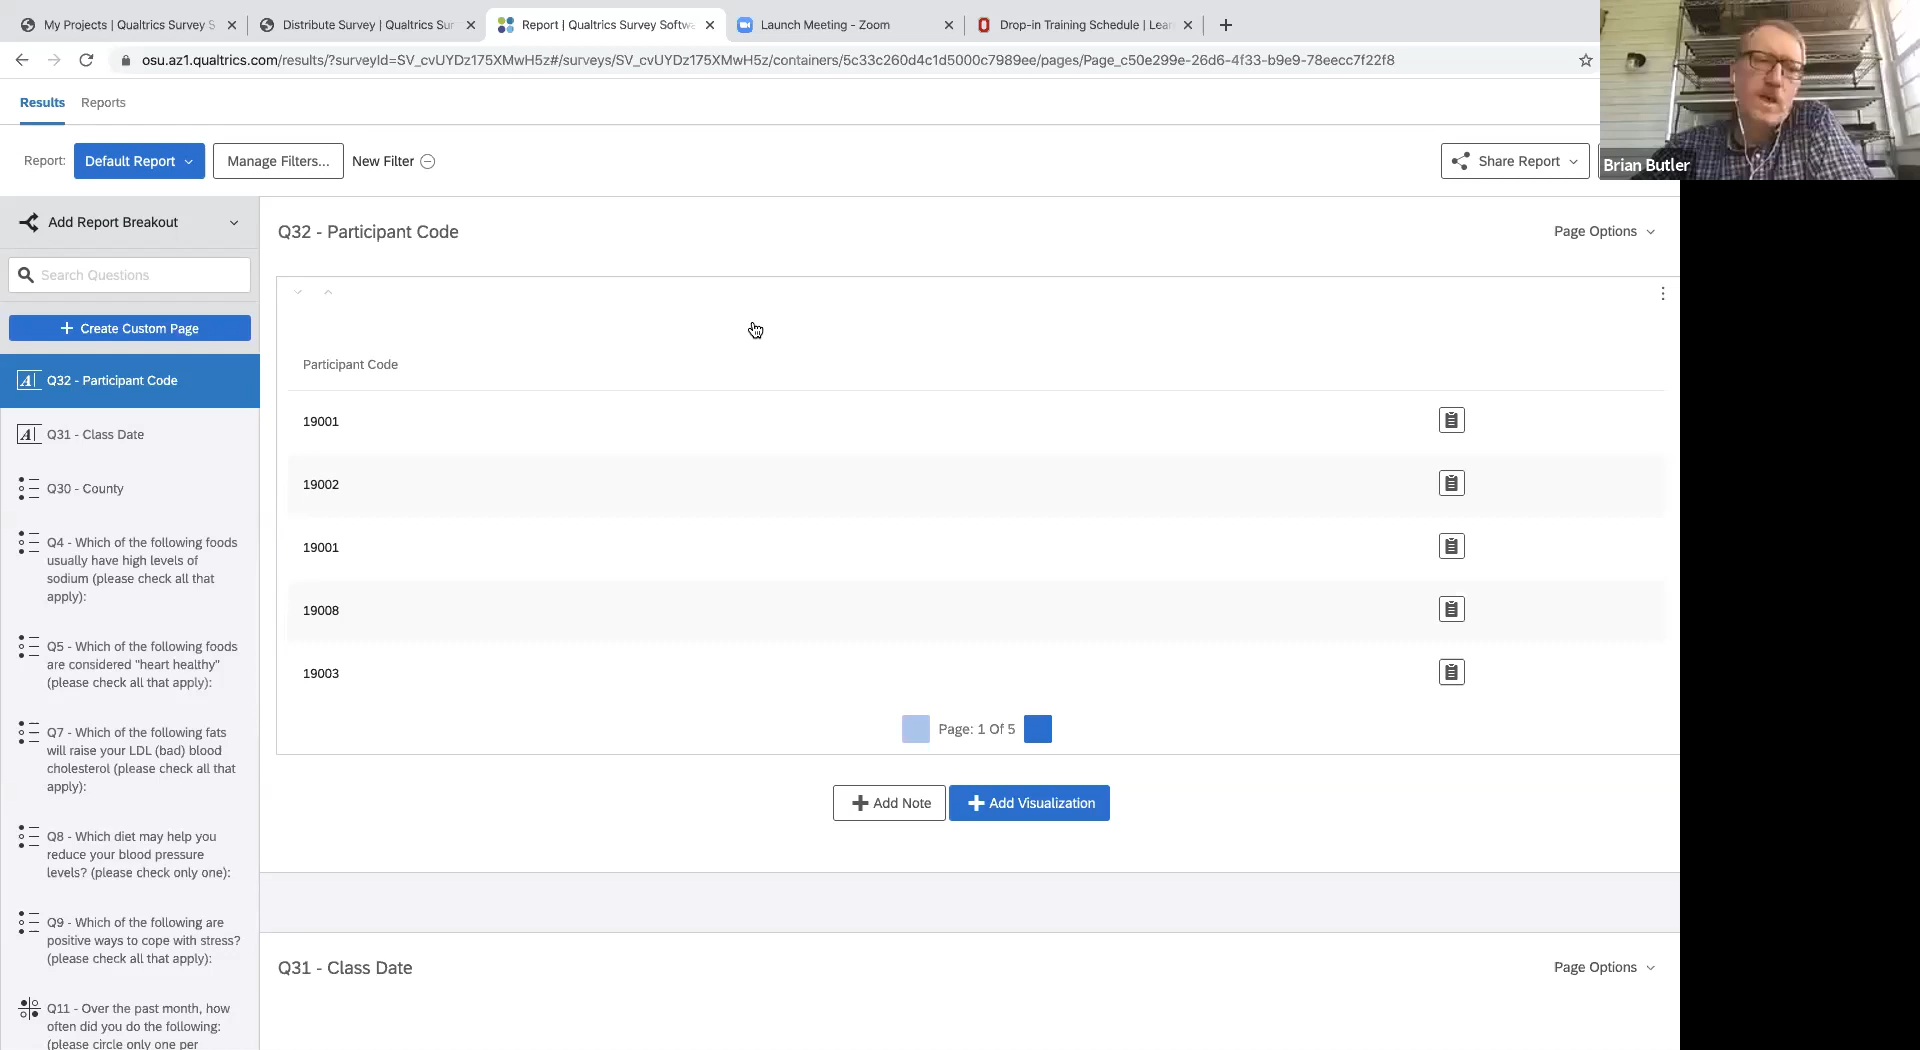 My Projects | Qualtrics Survey S
Distribute Survey | Qualtrics Sur
Report | Qualtrics Survey Softwa
Launch Meeting - Zoom
Drop-in Training Schedule | Lear
osu.az1.qualtrics.com/results/?surveyId=SV_cvUYDz175XMwH5z#/surveys/SV_cvUYDz175XMwH5z/containers/5c33c260d4c1d5000c7989ee/pages/Page_c50e299e-26d6-4f33-b9e9-78eecc7f22f8
Results
Reports
Report:
Default Report
Manage Filters...
New Filter
Share Report
Brian Butler
Add Report Breakout
Search Questions
Create Custom Page
Q32 - Participant Code
Q31 - Class Date
Q30 - County
Q4 - Which of the following foods
usually have high levels of
sodium (please check all that
apply):
Q5 - Which of the following foods
are considered "heart healthy"
(please check all that apply):
Q7 - Which of the following fats
will raise your LDL (bad) blood
cholesterol (please check all that
apply):
Q8 - Which diet may help you
reduce your blood pressure
levels? (please check only one):
Q9 - Which of the following are
positive ways to cope with stress?
(please check all that apply):
Q11 - Over the past month, how
often did you do the following:
(please circle only one per
Q32 - Participant Code
Page Options
Participant Code
19001
19002
19001
19008
19003
Page: 1 Of 5
Add Note
Add Visualization
Q31 - Class Date
Page Options